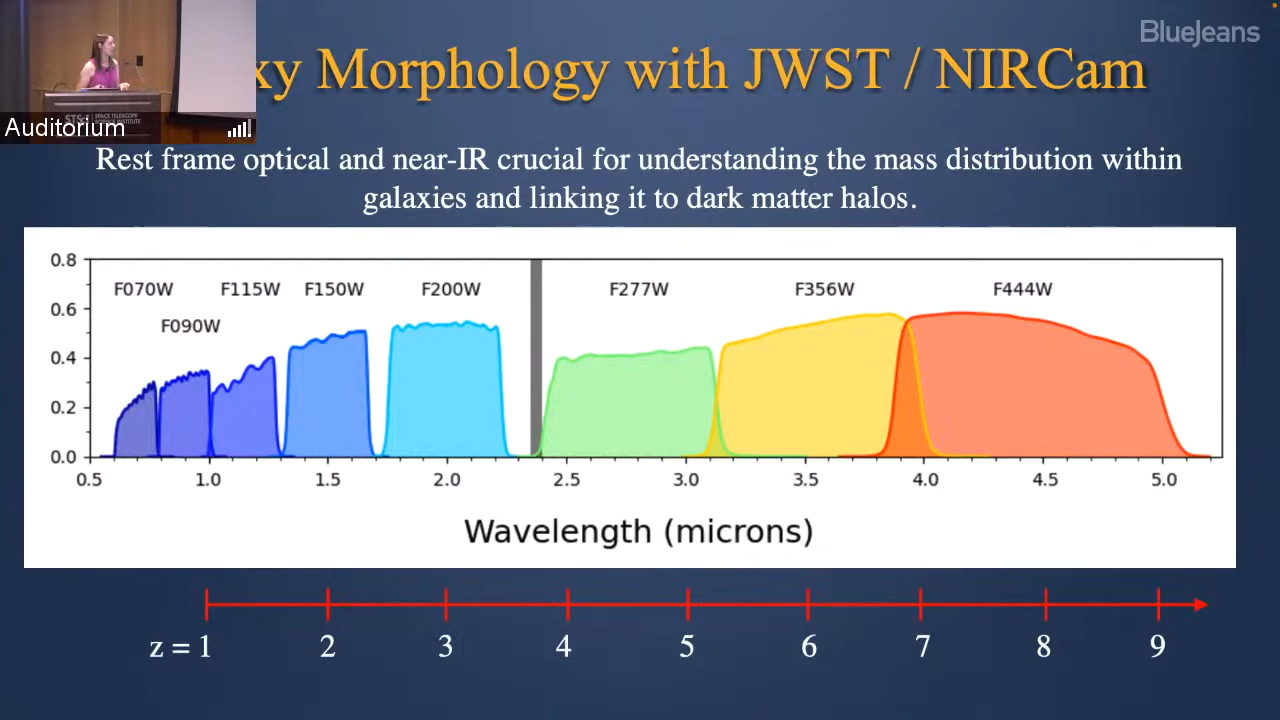 BlueJeans
xy Morphology with JWST / NIRCam
SPACE TELESCOPE
SCIENCE INSTITUTE
Auditorium
Rest frame optical and near-IR crucial for understanding the mass distribution within
galaxies and linking it to dark matter halos.
0.8
0.6
0.4
0.2
0.0
F070W F115W F150W F200W F277W F356W F444W
F090W
0.5 1.0 1.5 2.0 2.5 3.0 3.5 4.0 4.5 5.0
Wavelength (microns)
z = 1 2 3 4 5 6 7 8 9